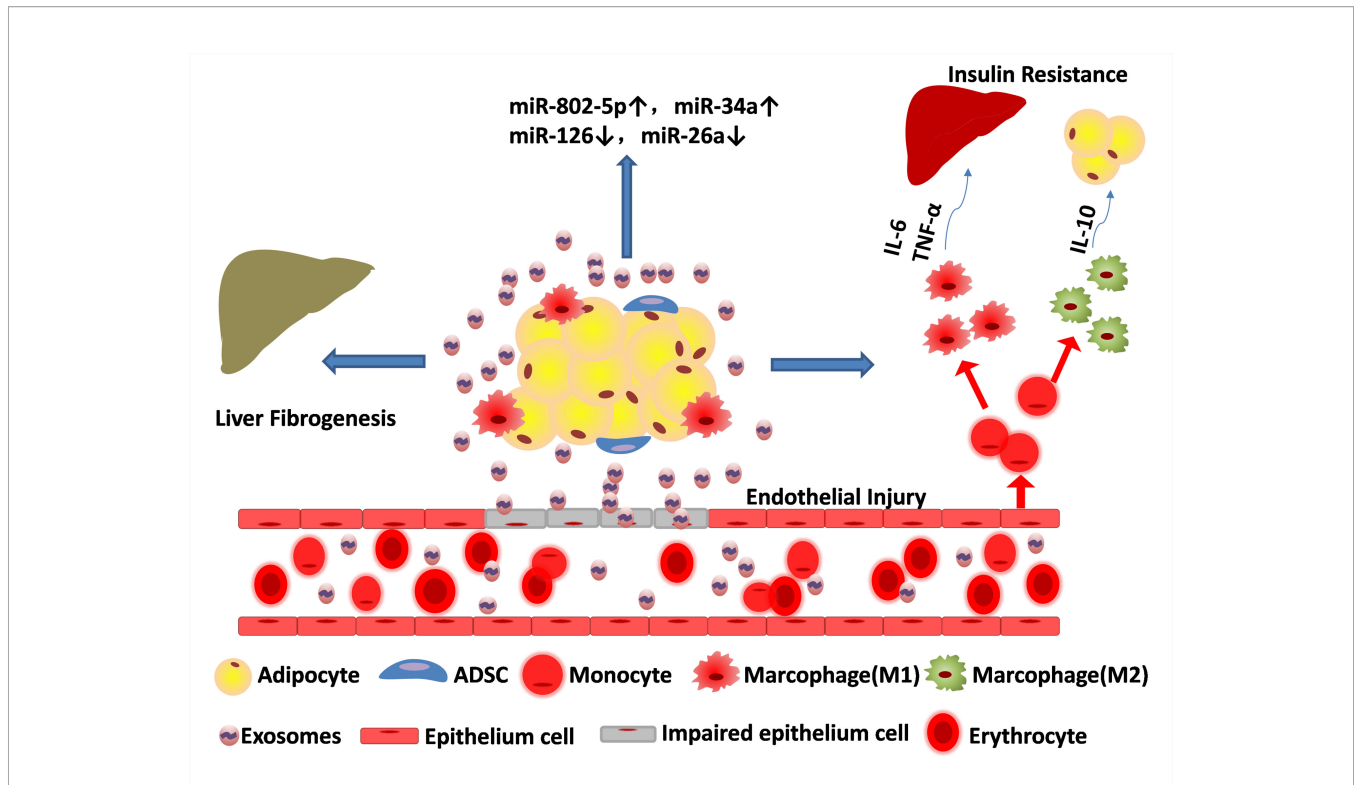 Insulin Resistance
miR-802-5p↑, miR-34a↑
miR-126↓, miR-26a↓
IL-6
TNF-α
IL-10
Liver Fibrogenesis
Endothelial Injury
Adipocyte
ADSC
Monocyte
Marcophage(M1)
Marcophage(M2)
Exosomes
Epithelium cell
Impaired epithelium cell
Erythrocyte